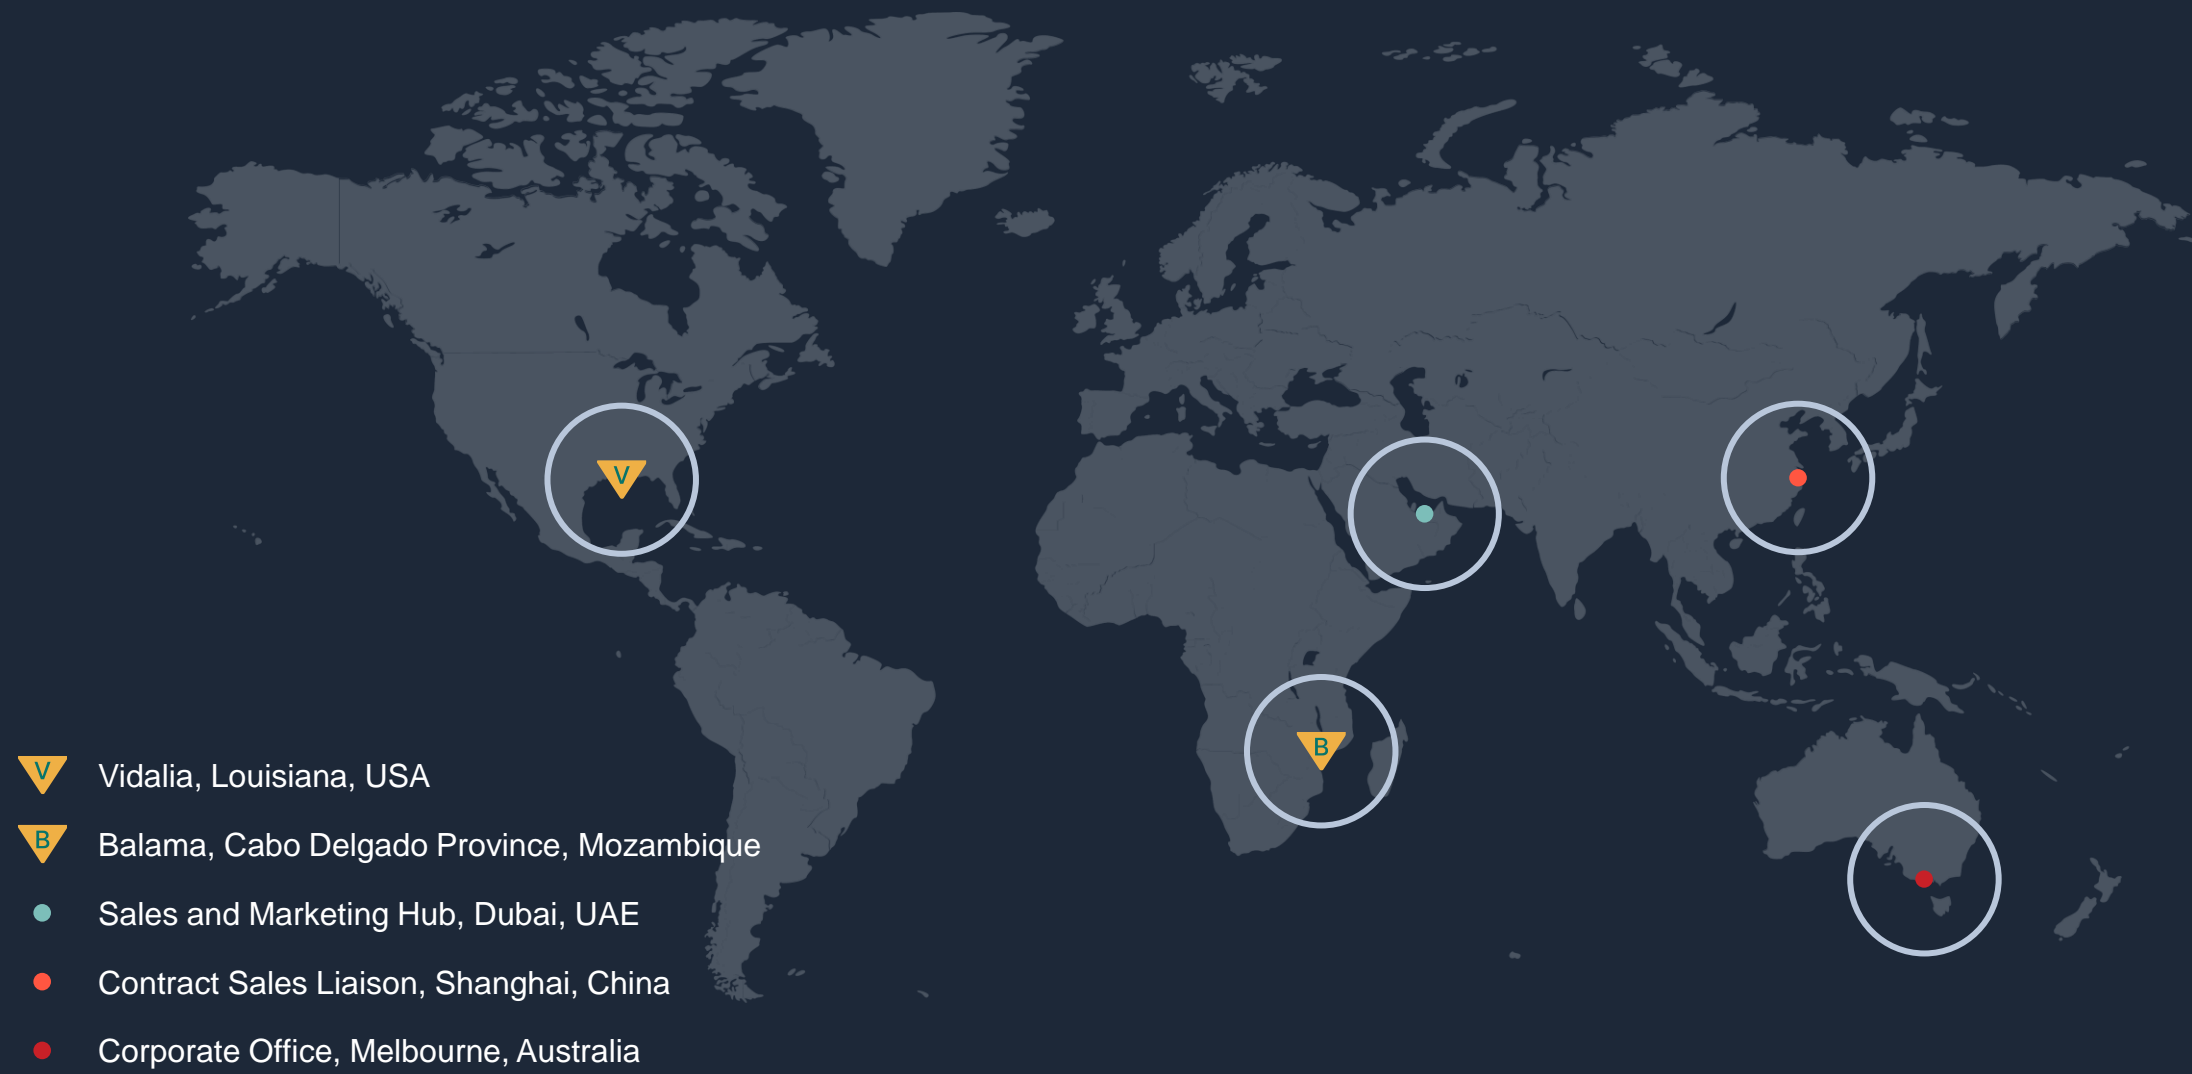 V
B
V Vidalia, Louisiana, USA
B Balama, Cabo Delgado Province, Mozambique
Sales and Marketing Hub, Dubai, UAE
Contract Sales Liaison, Shanghai, China
Corporate Office, Melbourne, Australia